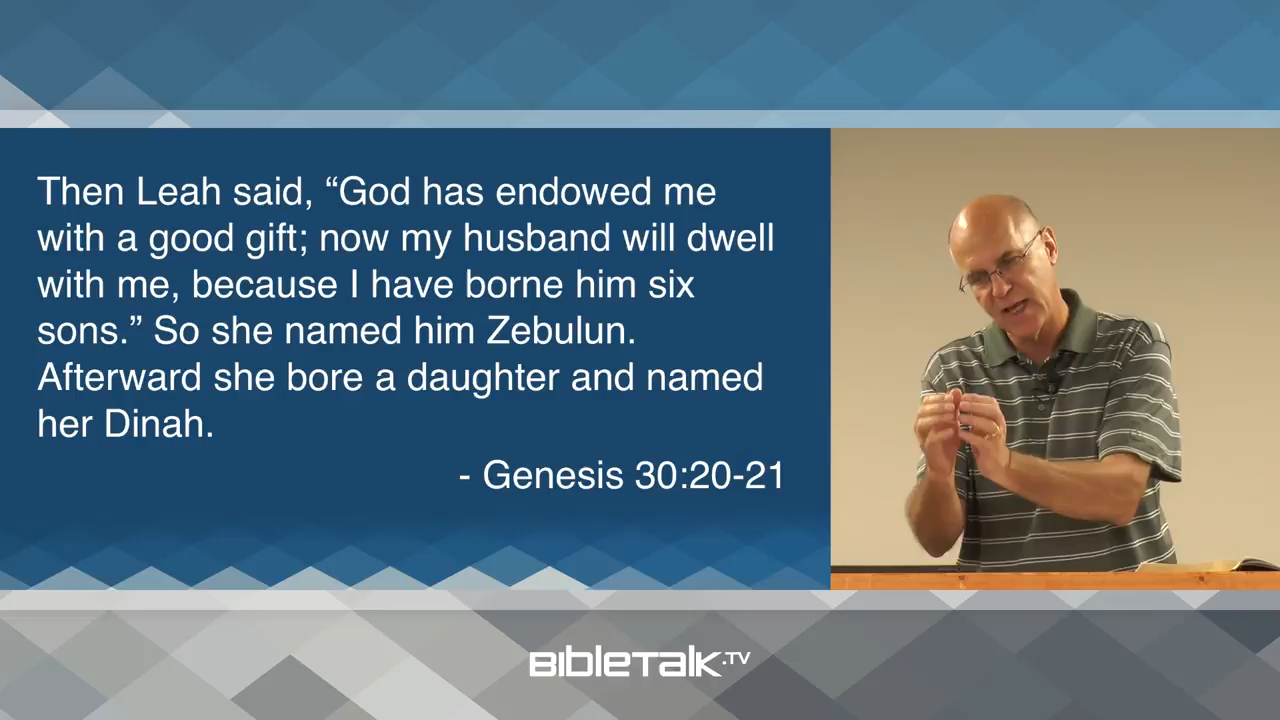 Then Leah said, “God has endowed me
with a good gift; now my husband will dwell
with me, because I have borne him six
sons.” So she named him Zebulun.
Afterward she bore a daughter and named
her Dinah.
- Genesis 30:20-21
BIBLETALK.TV